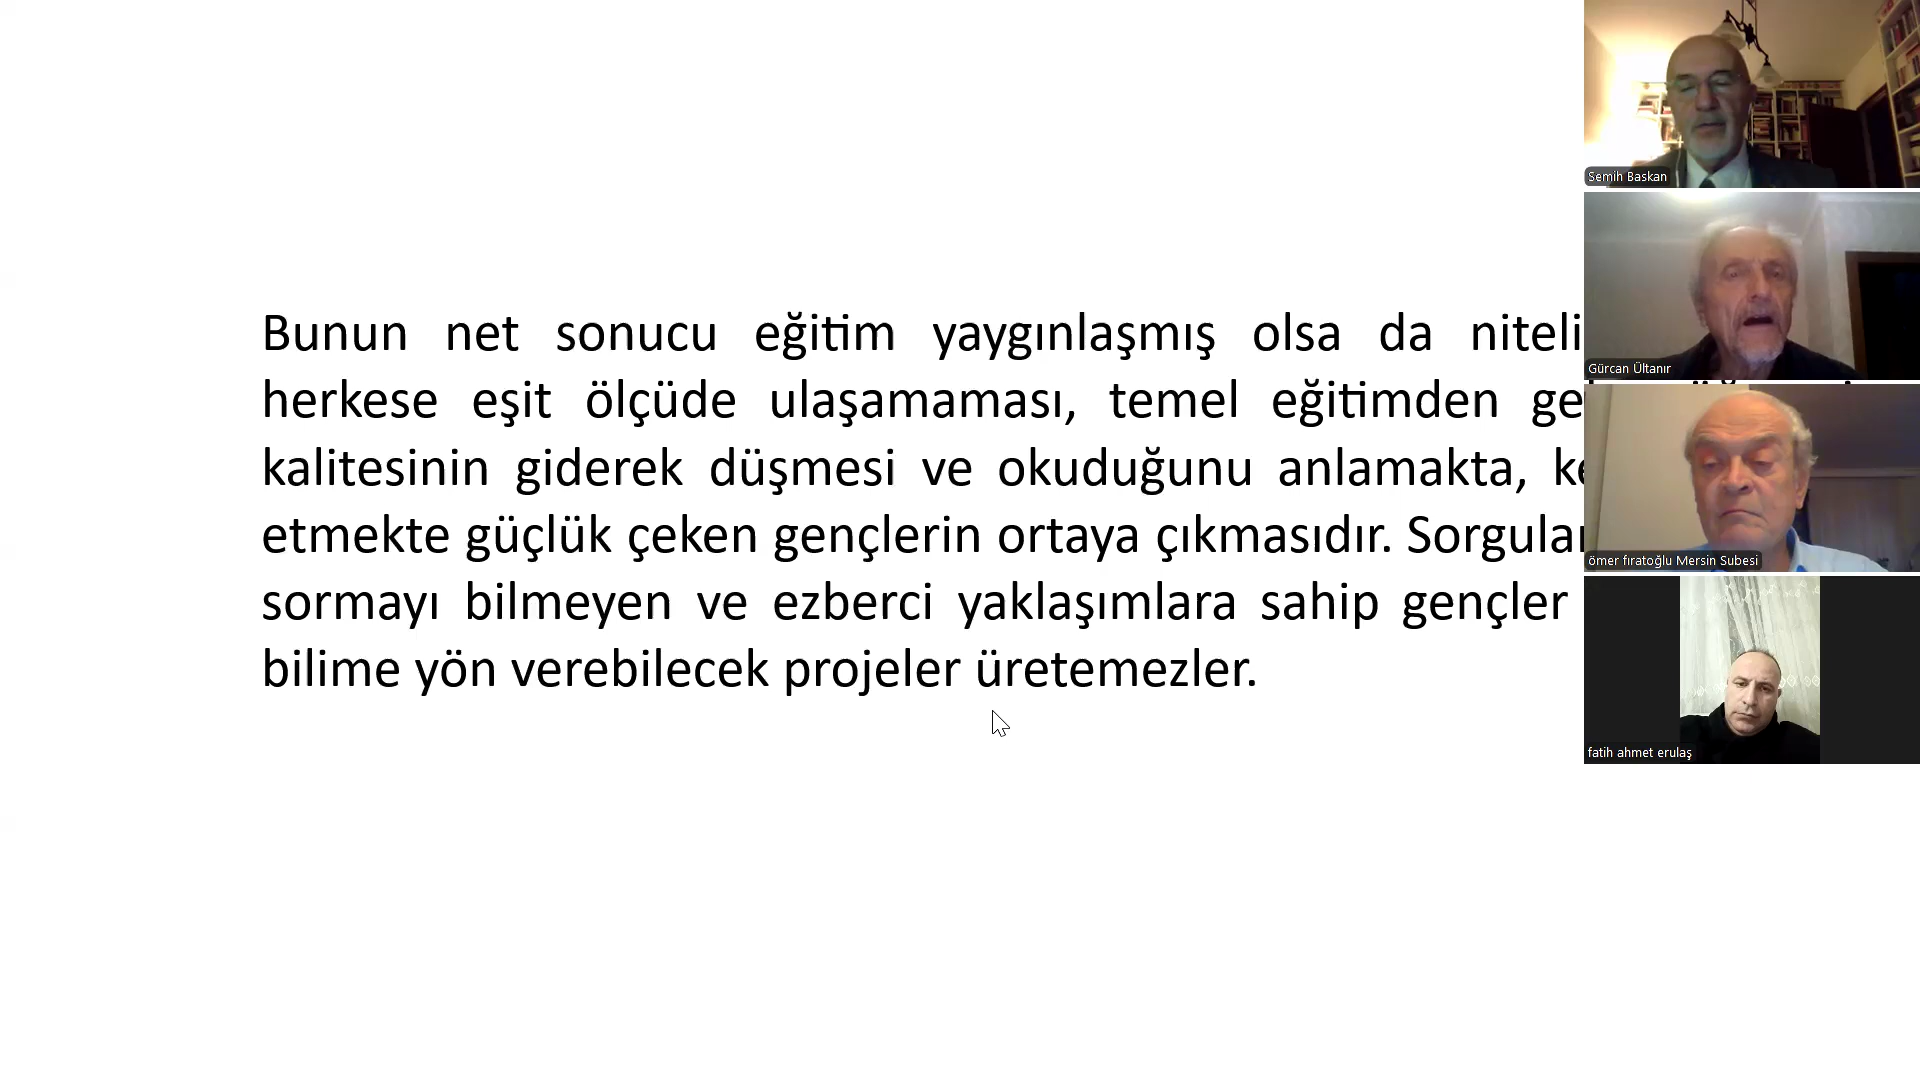 Bunun net sonucu eğitim yaygınlaşmış olsa da niteli
herkese eşit ölçüde ulaşamaması, temel eğitimden ge
kalitesinin giderek düşmesi ve okuduğunu anlamakta, ke
etmekte güçlük çeken gençlerin ortaya çıkmasıdır. Sorgular
sormayı bilmeyen ve ezberci yaklaşımlara sahip gençler
bilime yön verebilecek projeler üretemezler.
Semih Baskan
Gürcan Ültanır
ömer fıratoğlu Mersin Subesi
fatih ahmet erulaş